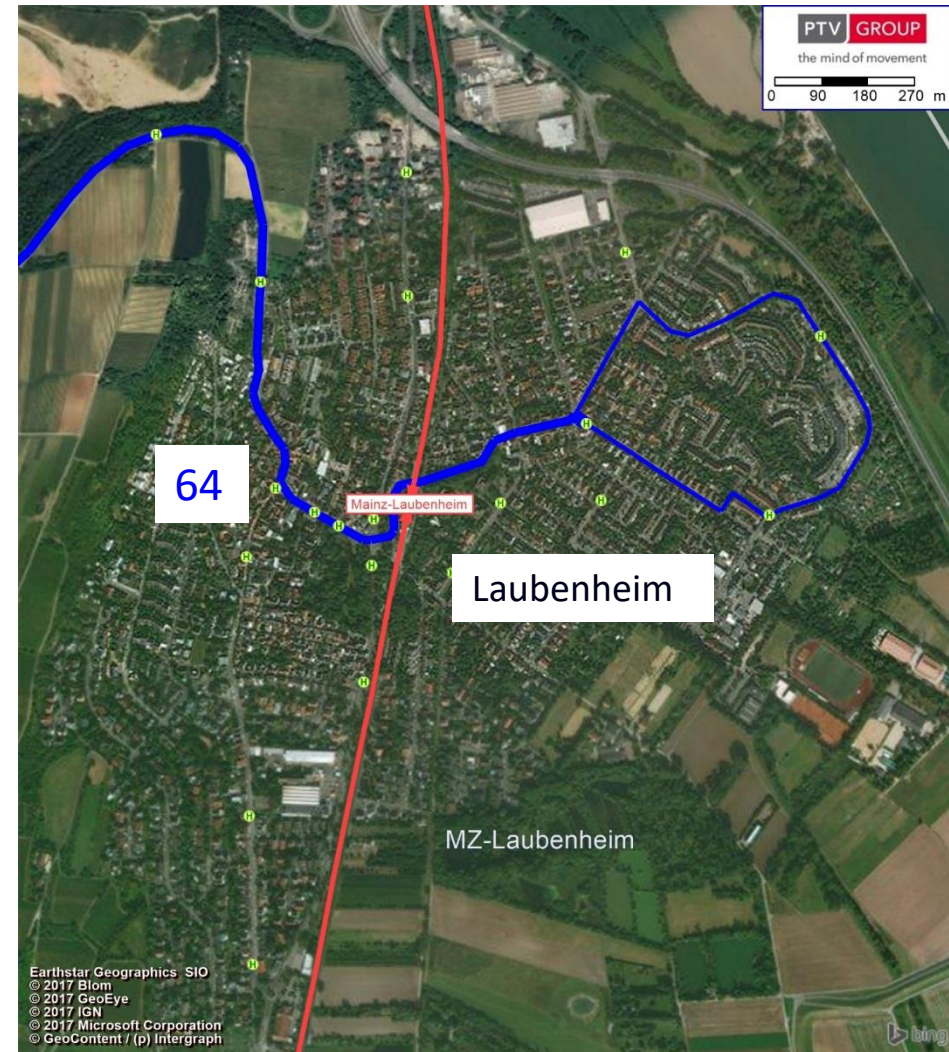 PTV GROUP
the mind of movement
0 90 180 270 m
H
H
H
H
H
H
H
64
H
Mainz-Laubenheim
H
H
H
H
H
H
H
H
H
Laubenheim
H
H
MZ-Laubenheim
H
Earthstar Geographics SIO
© 2017 Blom
© 2017 GeoEye
© 2017 IGN
© 2017 Microsoft Corporation
© GeoContent / (p) Intergraph
bing